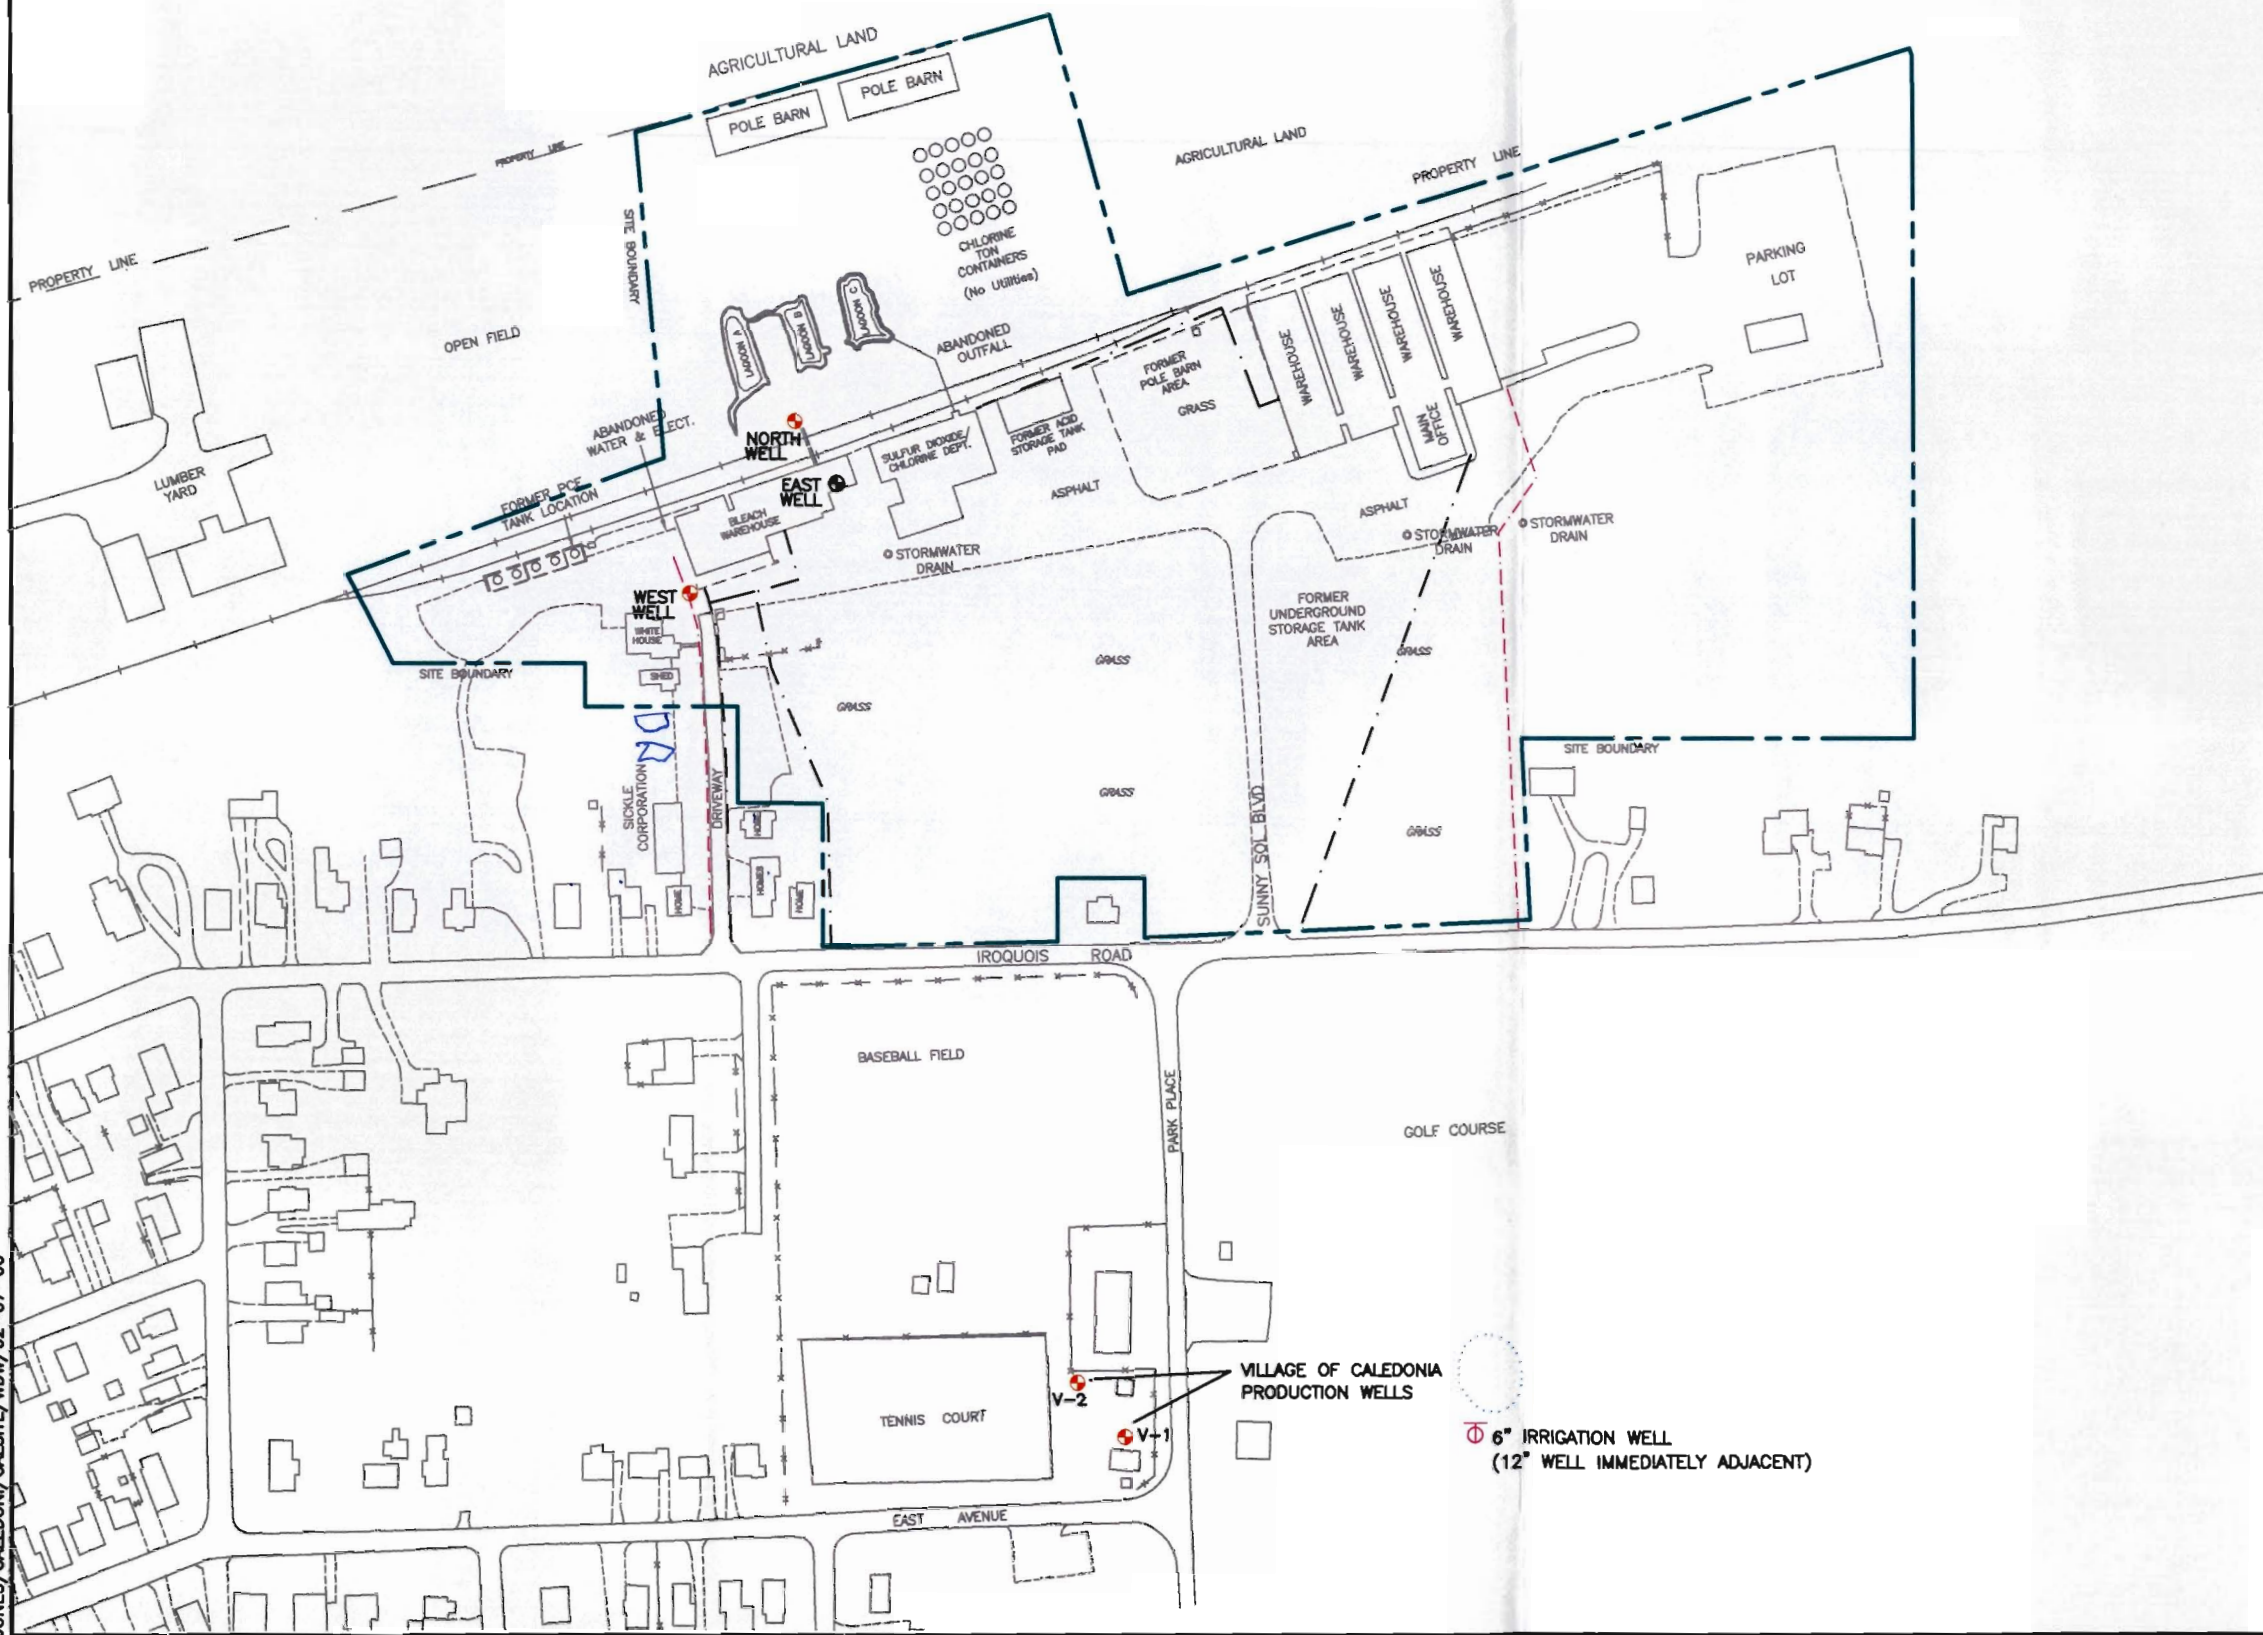 AGRICULTURAL LAND
POLE BARN
POLE BARN
PROPERTY LINE
AGRICULTURAL LAND
PROPERTY LINE
PROPERTY LINE
SITE BOUNDARY
CHLORINE
TON
CONTAINERS
(No Utilities)
PARKING
LOT
OPEN FIELD
LAGOON A
LAGOON B
LAGOON C
ABANDONED
OUTFALL
FORMER
POLE BARN
AREA
GRASS
WAREHOUSE
WAREHOUSE
WAREHOUSE
WAREHOUSE
MAIN
OFFICE
ABANDONED
WATER & ELECT.
NORTH
WELL
SULFUR DIOXIDE/
CHLORINE DEPT.
FORMER ACID
STORAGE TANK
PAD
LUMBER
YARD
FORMER PCE
TANK LOCATION
EAST
WELL
ASPHALT
BLEACH
WAREHOUSE
ASPHALT
STORMWATER
DRAIN
STORMWATER
DRAIN
STORMWATER
DRAIN
WEST
WELL
WHITE
HOUSE
FORMER
UNDERGROUND
STORAGE TANK
AREA
SITE BOUNDARY
SHED
GRASS
GRASS
GRASS
DR
SITE BOUNDARY
SICKLE
CORPORATION
DRIVEWAY
GRASS
GRASS
SUNNY SOL BLVD
HOME
HOMES
HOME
HOME
IROQUOIS ROAD
BASEBALL FIELD
PARK PLACE
GOLF COURSE
VILLAGE OF CALEDONIA
PRODUCTION WELLS
V-2
V-1
TENNIS COURT
6" IRRIGATION WELL
(12" WELL IMMEDIATELY ADJACENT)
EAST AVENUE